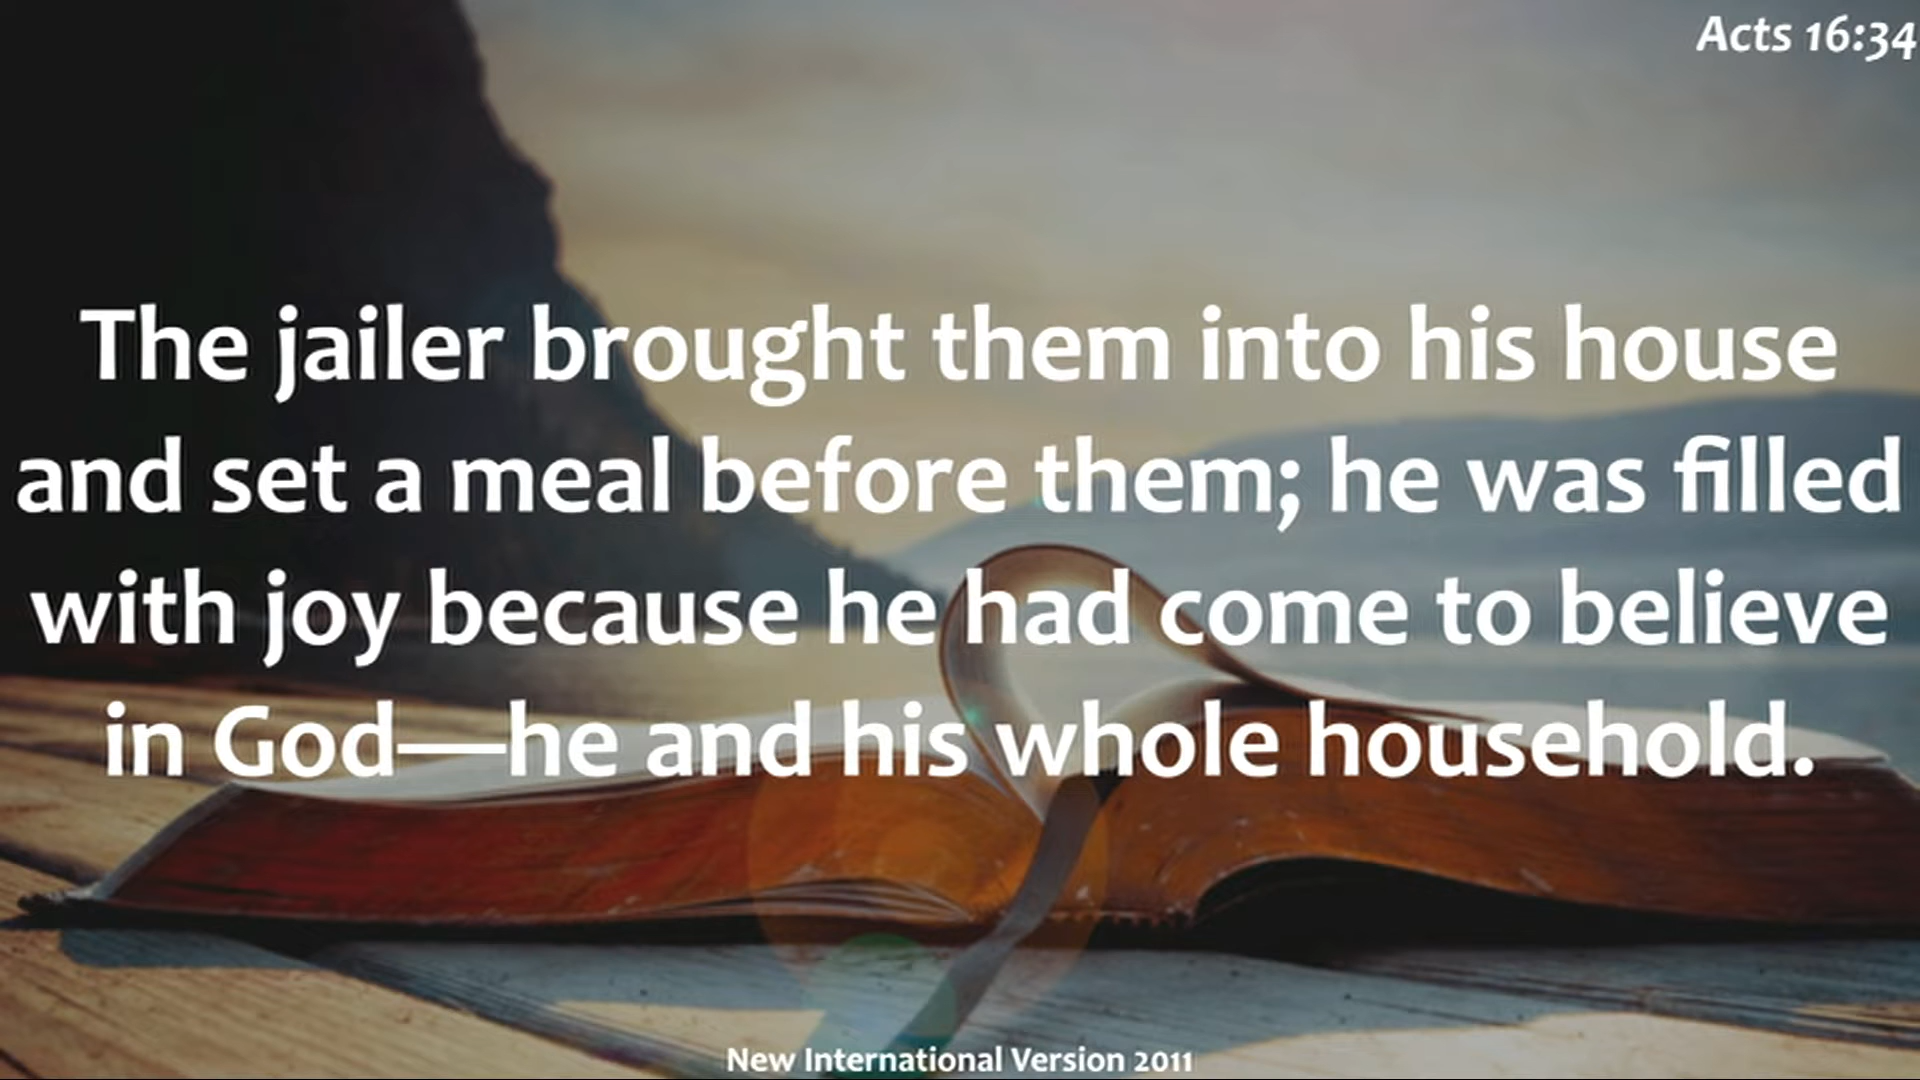 Acts 16:34
The jailer brought them into his house
and set a meal before them; he was filled
with joy because he had come to believe
in God—he and his whole household.
New International Version 2011